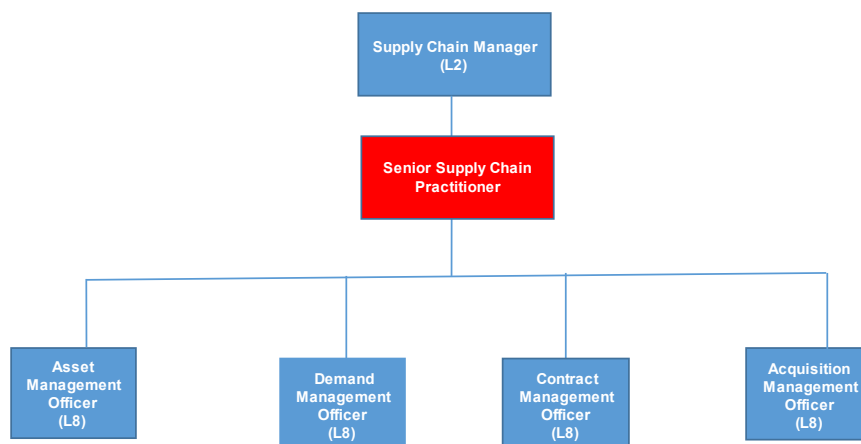 Supply Chain Manager
(L2)
Senior Supply Chain
Practitioner
Asset
Management
Officer
(L8)
Demand
Management
Officer
(L8)
Contract
Management
Officer
(L8)
Acquisition
Management
Officer
(L8)